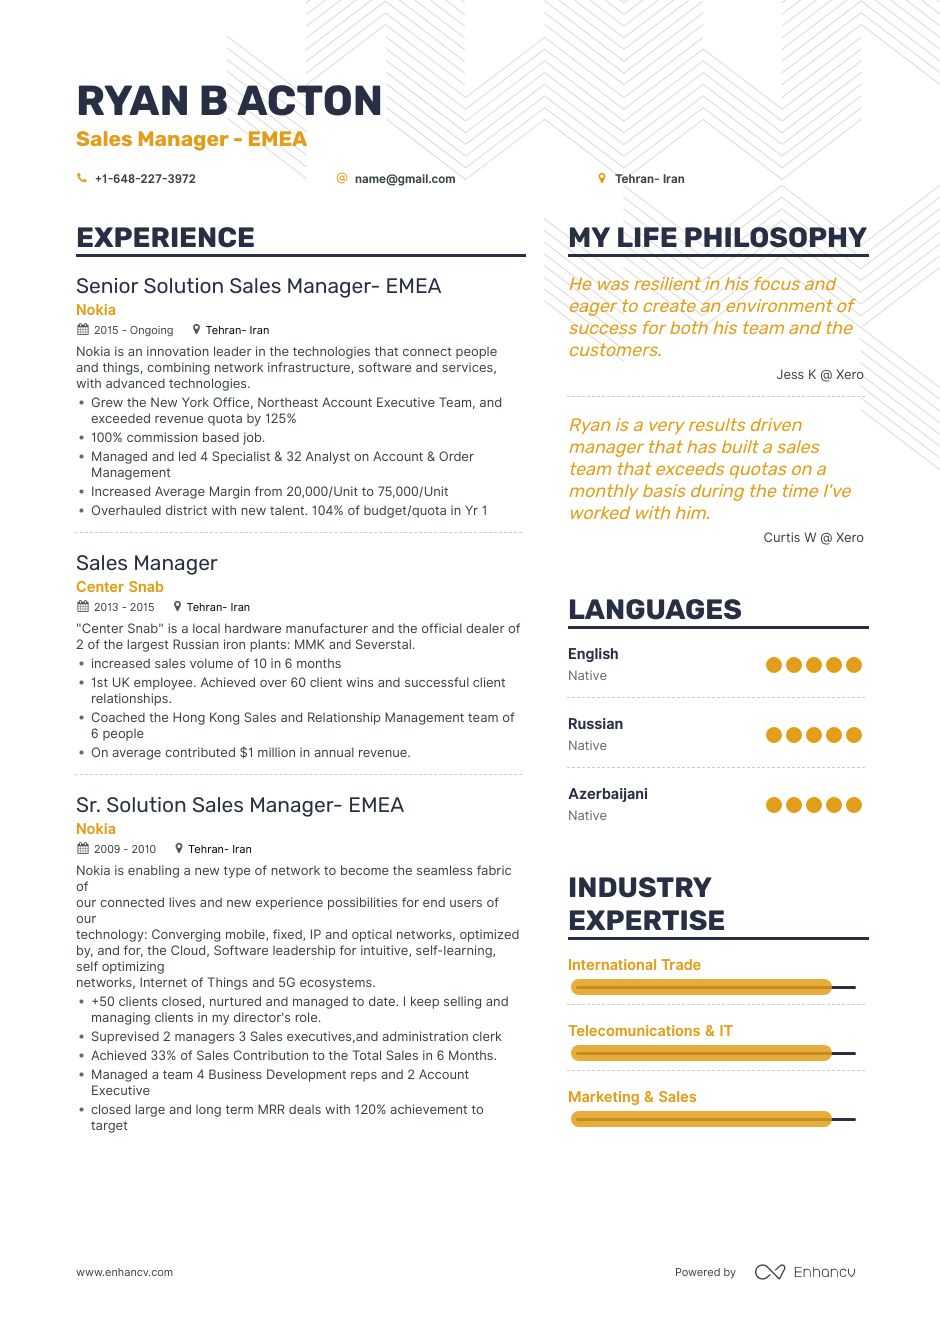 RYAN B ACTON
Sales Manager - EMEA
+1-648-227-3972
name@gmail.com
Tehran- Iran
EXPERIENCE
Senior Solution Sales Manager- EMEA
Nokia
2015 - Ongoing Tehran- Iran
Nokia is an innovation leader in the technologies that connect people
and things, combining network infrastructure, software and services,
with advanced technologies.
• Grew the New York Office, Northeast Account Executive Team, and
exceeded revenue quota by 125%
• 100% commission based job.
• Managed and led 4 Specialist & 32 Analyst on Account & Order
Management
• Increased Average Margin from 20,000/Unit to 75,000/Unit
• Overhauled district with new talent. 104% of budget/quota in Yr 1
Sales Manager
Center Snab
2013 - 2015 Tehran- Iran
"Center Snab" is a local hardware manufacturer and the official dealer of
2 of the largest Russian iron plants: MMK and Severstal.
• increased sales volume of 10 in 6 months
• 1st UK employee. Achieved over 60 client wins and successful client
relationships.
• Coached the Hong Kong Sales and Relationship Management team of
6 people
• On average contributed $1 million in annual revenue.
Sr. Solution Sales Manager- EMEA
Nokia
2009 - 2010 Tehran- Iran
Nokia is enabling a new type of network to become the seamless fabric
of
our connected lives and new experience possibilities for end users of
our
technology: Converging mobile, fixed, IP and optical networks, optimized
by, and for, the Cloud, Software leadership for intuitive, self-learning,
self optimizing
networks, Internet of Things and 5G ecosystems.
• +50 clients closed, nurtured and managed to date. I keep selling and
managing clients in my director's role.
• Suprevised 2 managers 3 Sales executives,and administration clerk
• Achieved 33% of Sales Contribution to the Total Sales in 6 Months.
• Managed a team 4 Business Development reps and 2 Account
Executive
• closed large and long term MRR deals with 120% achievement to
target
MY LIFE PHILOSOPHY
He was resilient in his focus and
eager to create an environment of
success for both his team and the
customers.
Jess K @ Xero
Ryan is a very results driven
manager that has built a sales
team that exceeds quotas on a
monthly basis during the time I've
worked with him.
Curtis W @ Xero
LANGUAGES
English
Native
Russian
Native
Azerbaijani
Native
INDUSTRY
EXPERTISE
International Trade
Telecomunications & IT
Marketing & Sales
www.enhancv.com
Powered by Enhancv